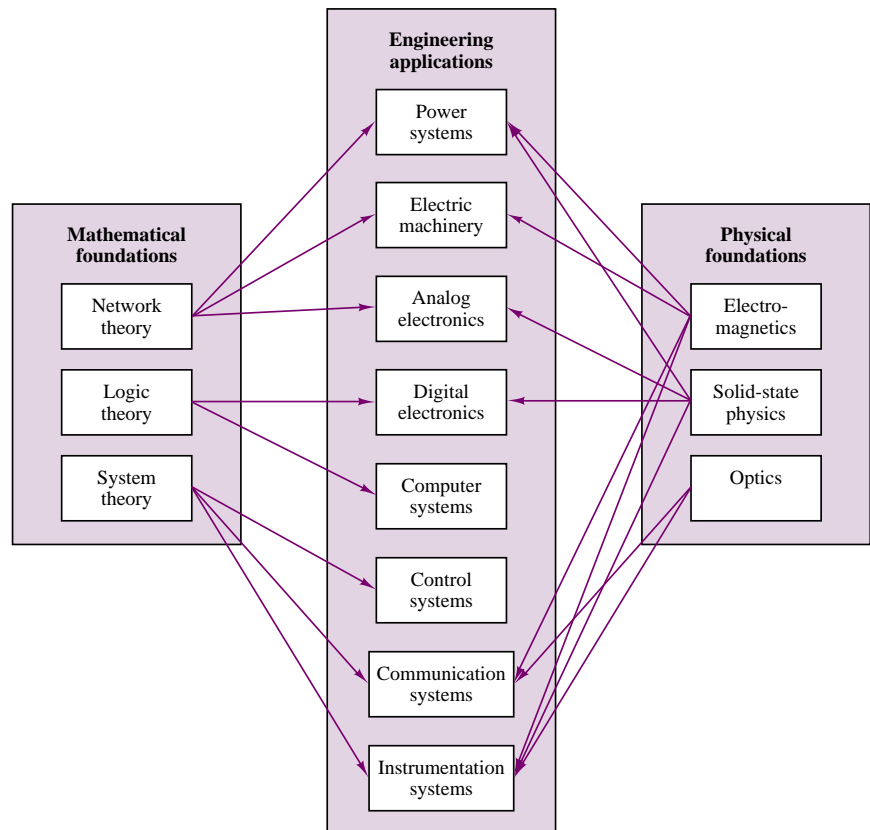 Engineering
applications
Power
systems
Electric
machinery
Analog
electronics
Digital
electronics
Computer
systems
Control
systems
Communication
systems
Instrumentation
systems
Mathematical
foundations
Network
theory
Logic
theory
System
theory
Physical
foundations
Electro-
magnetics
Solid-state
physics
Optics